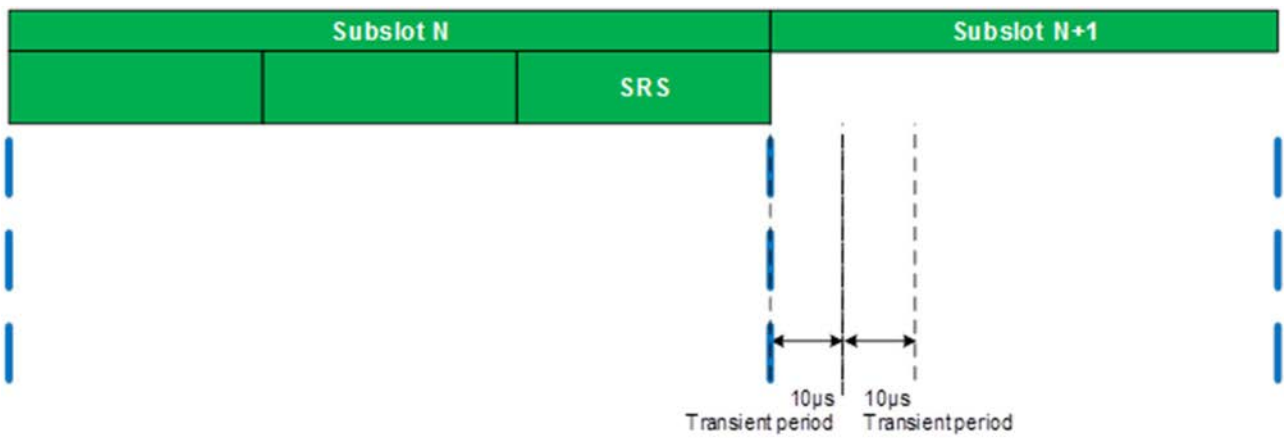 Subslot N
Subslot N+1
SRS
10µs
10µs
Transient period
Transient period